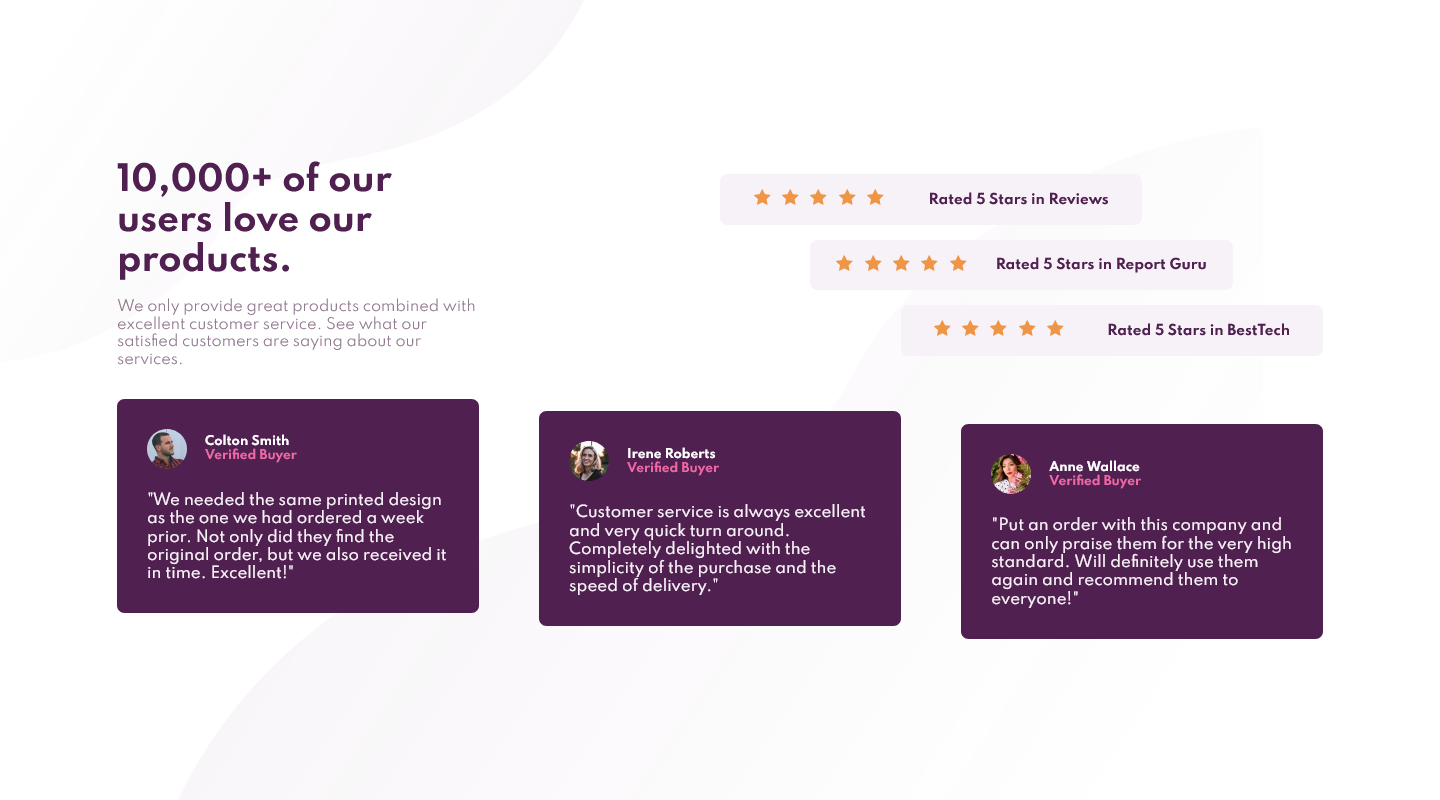 10,000+ of our
users love our
products.
We only provide great products combined with
excellent customer service. See what our
satisfied customers are saying about our
services.
Rated 5 Stars in Reviews
Rated 5 Stars in Report Guru
Rated 5 Stars in BestTech
Colton Smith
Verified Buyer
"We needed the same printed design
as the one we had ordered a week
prior. Not only did they find the
original order, but we also received it
in time. Excellent!"
Irene Roberts
Verified Buyer
"Customer service is always excellent
and very quick turn around.
Completely delighted with the
simplicity of the purchase and the
speed of delivery."
Anne Wallace
Verified Buyer
"Put an order with this company and
can only praise them for the very high
standard. Will definitely use them
again and recommend them to
everyone!"